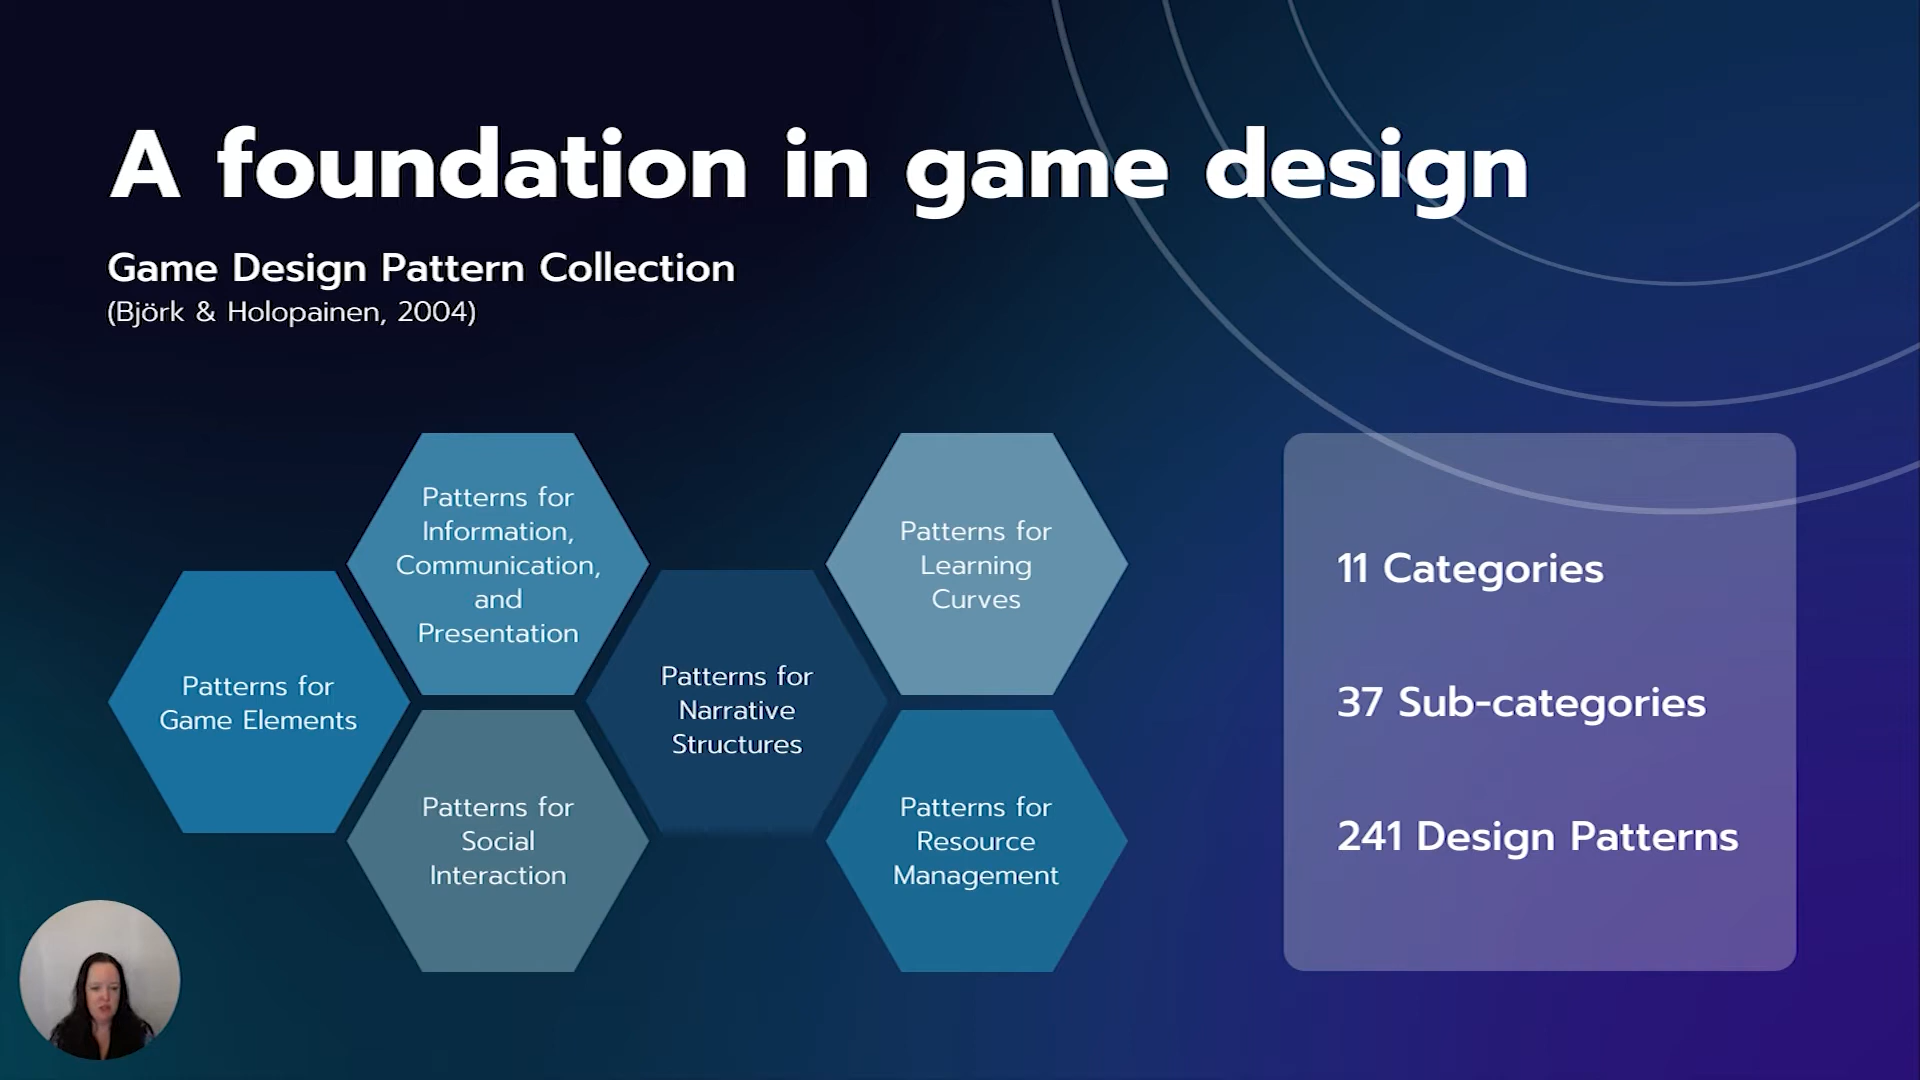 A foundation in game design
Game Design Pattern Collection
(Björk & Holopainen, 2004)
Patterns for
Game Elements
Patterns for
Information,
Communication,
and
Presentation
Patterns for
Social
Interaction
Patterns for
Narrative
Structures
Patterns for
Learning
Curves
Patterns for
Resource
Management
11 Categories
37 Sub-categories
241 Design Patterns